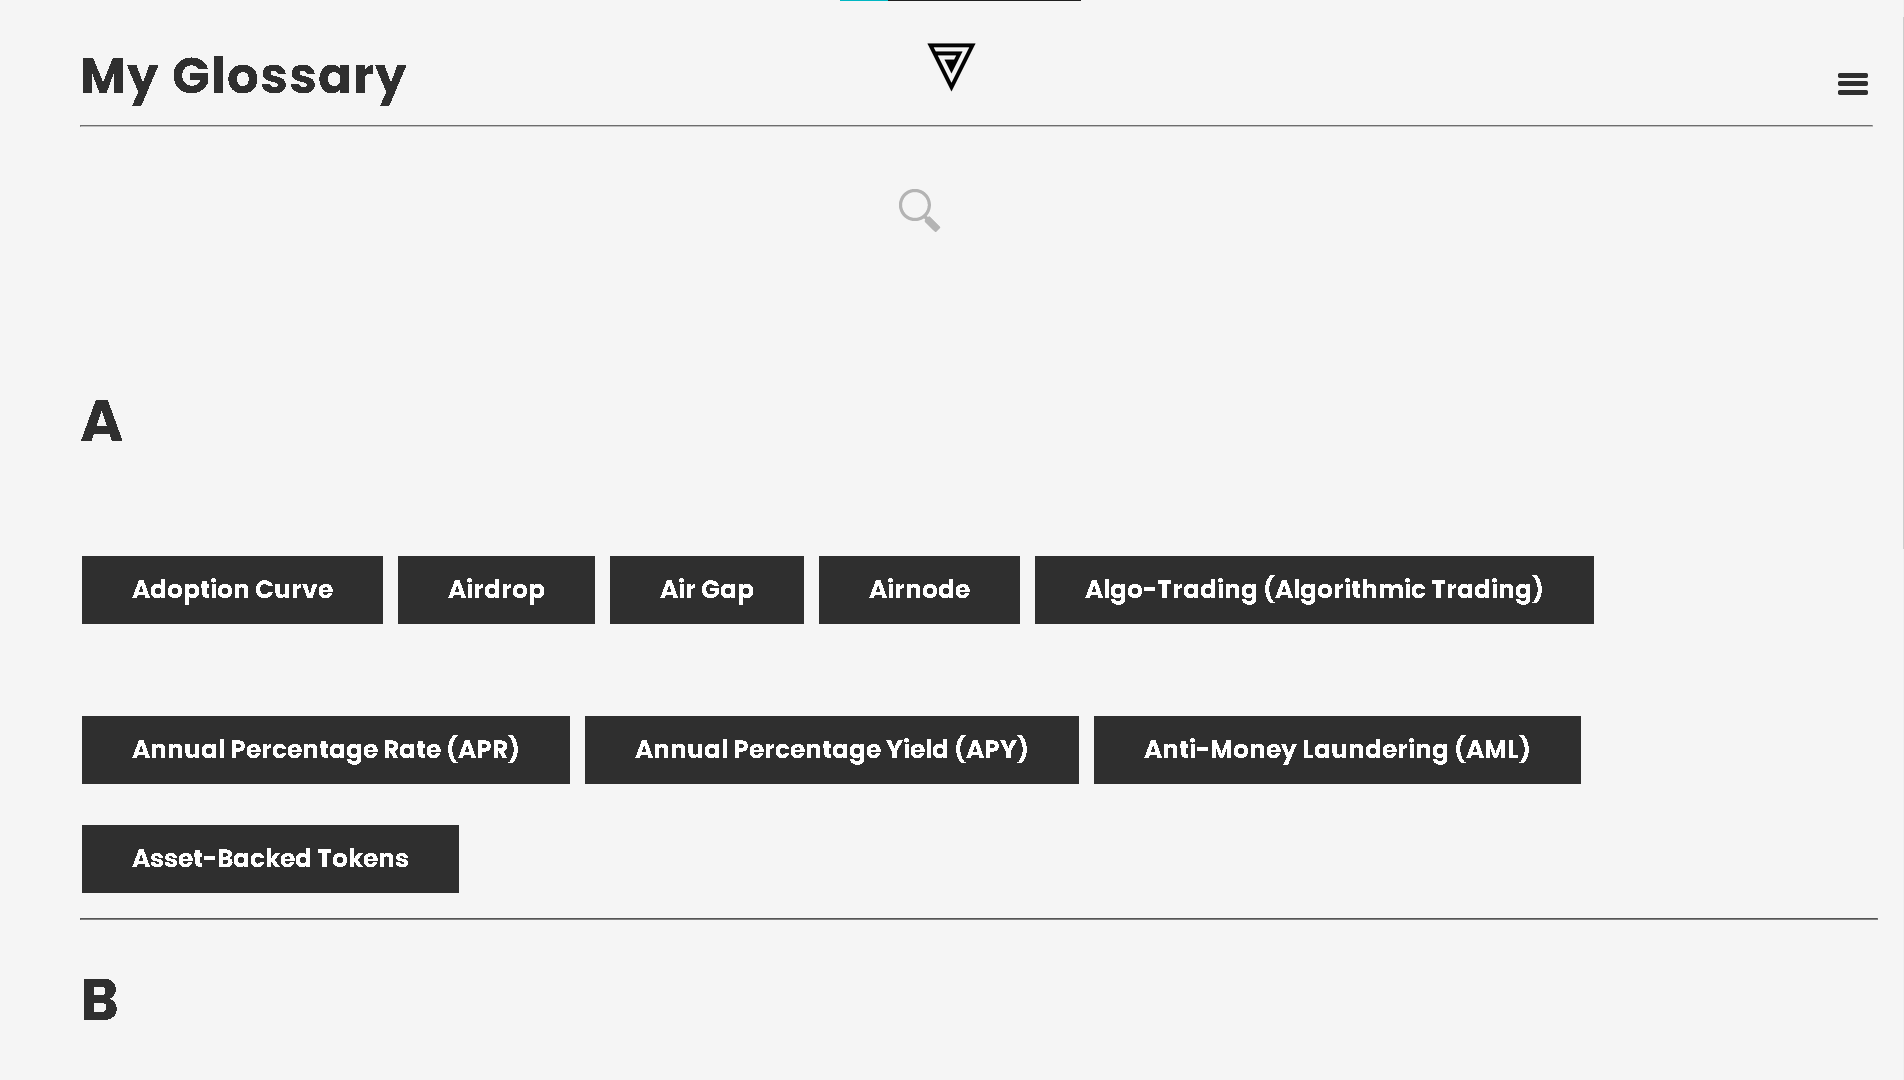 My Glossary
A
Adoption Curve Airdrop Air Gap Airnode Algo-Trading (Algorithmic Trading)
Annual Percentage Rate (APR) Annual Percentage Yield (APY) Anti-Money Laundering (AML)
Asset-Backed Tokens
B